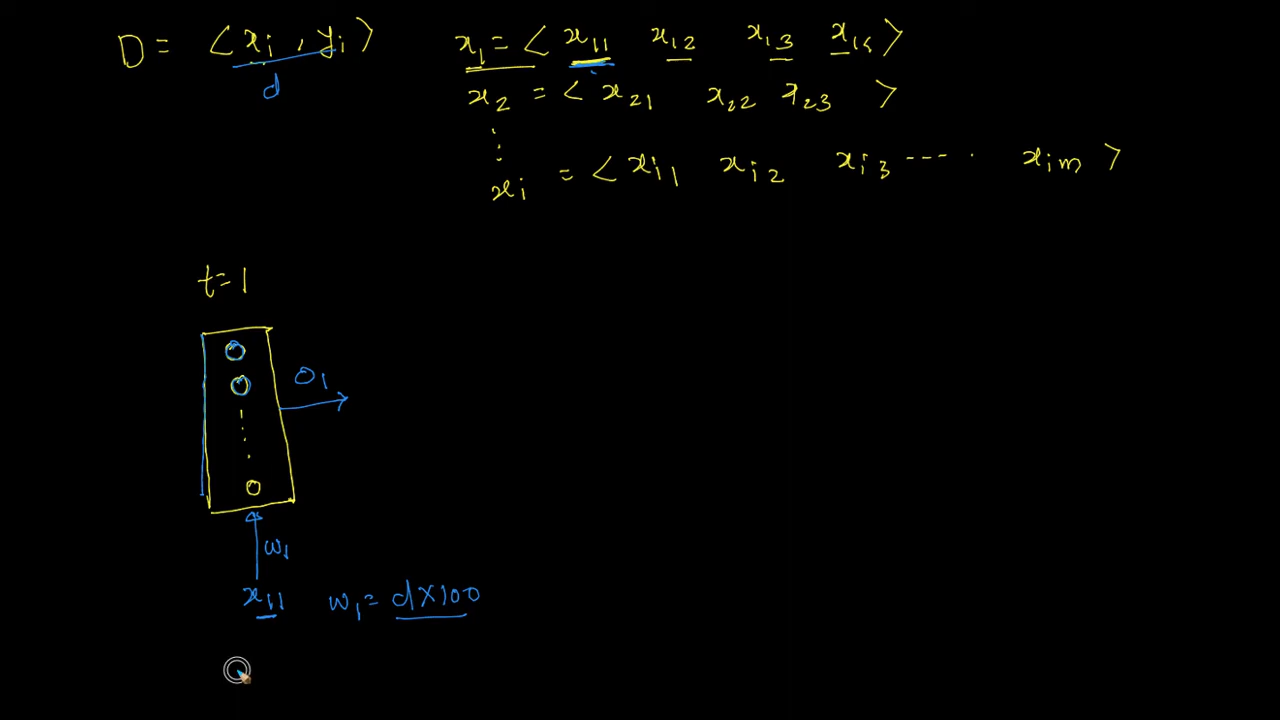 D = < xi , yi > x1 = < x11 x12 x13 x14 >
d
x2 = < x21 x22 x23 >
xi = < xi1 xi2 xi3 ---- . xim >
t=1
O1
w1
x11 w1 = d×100